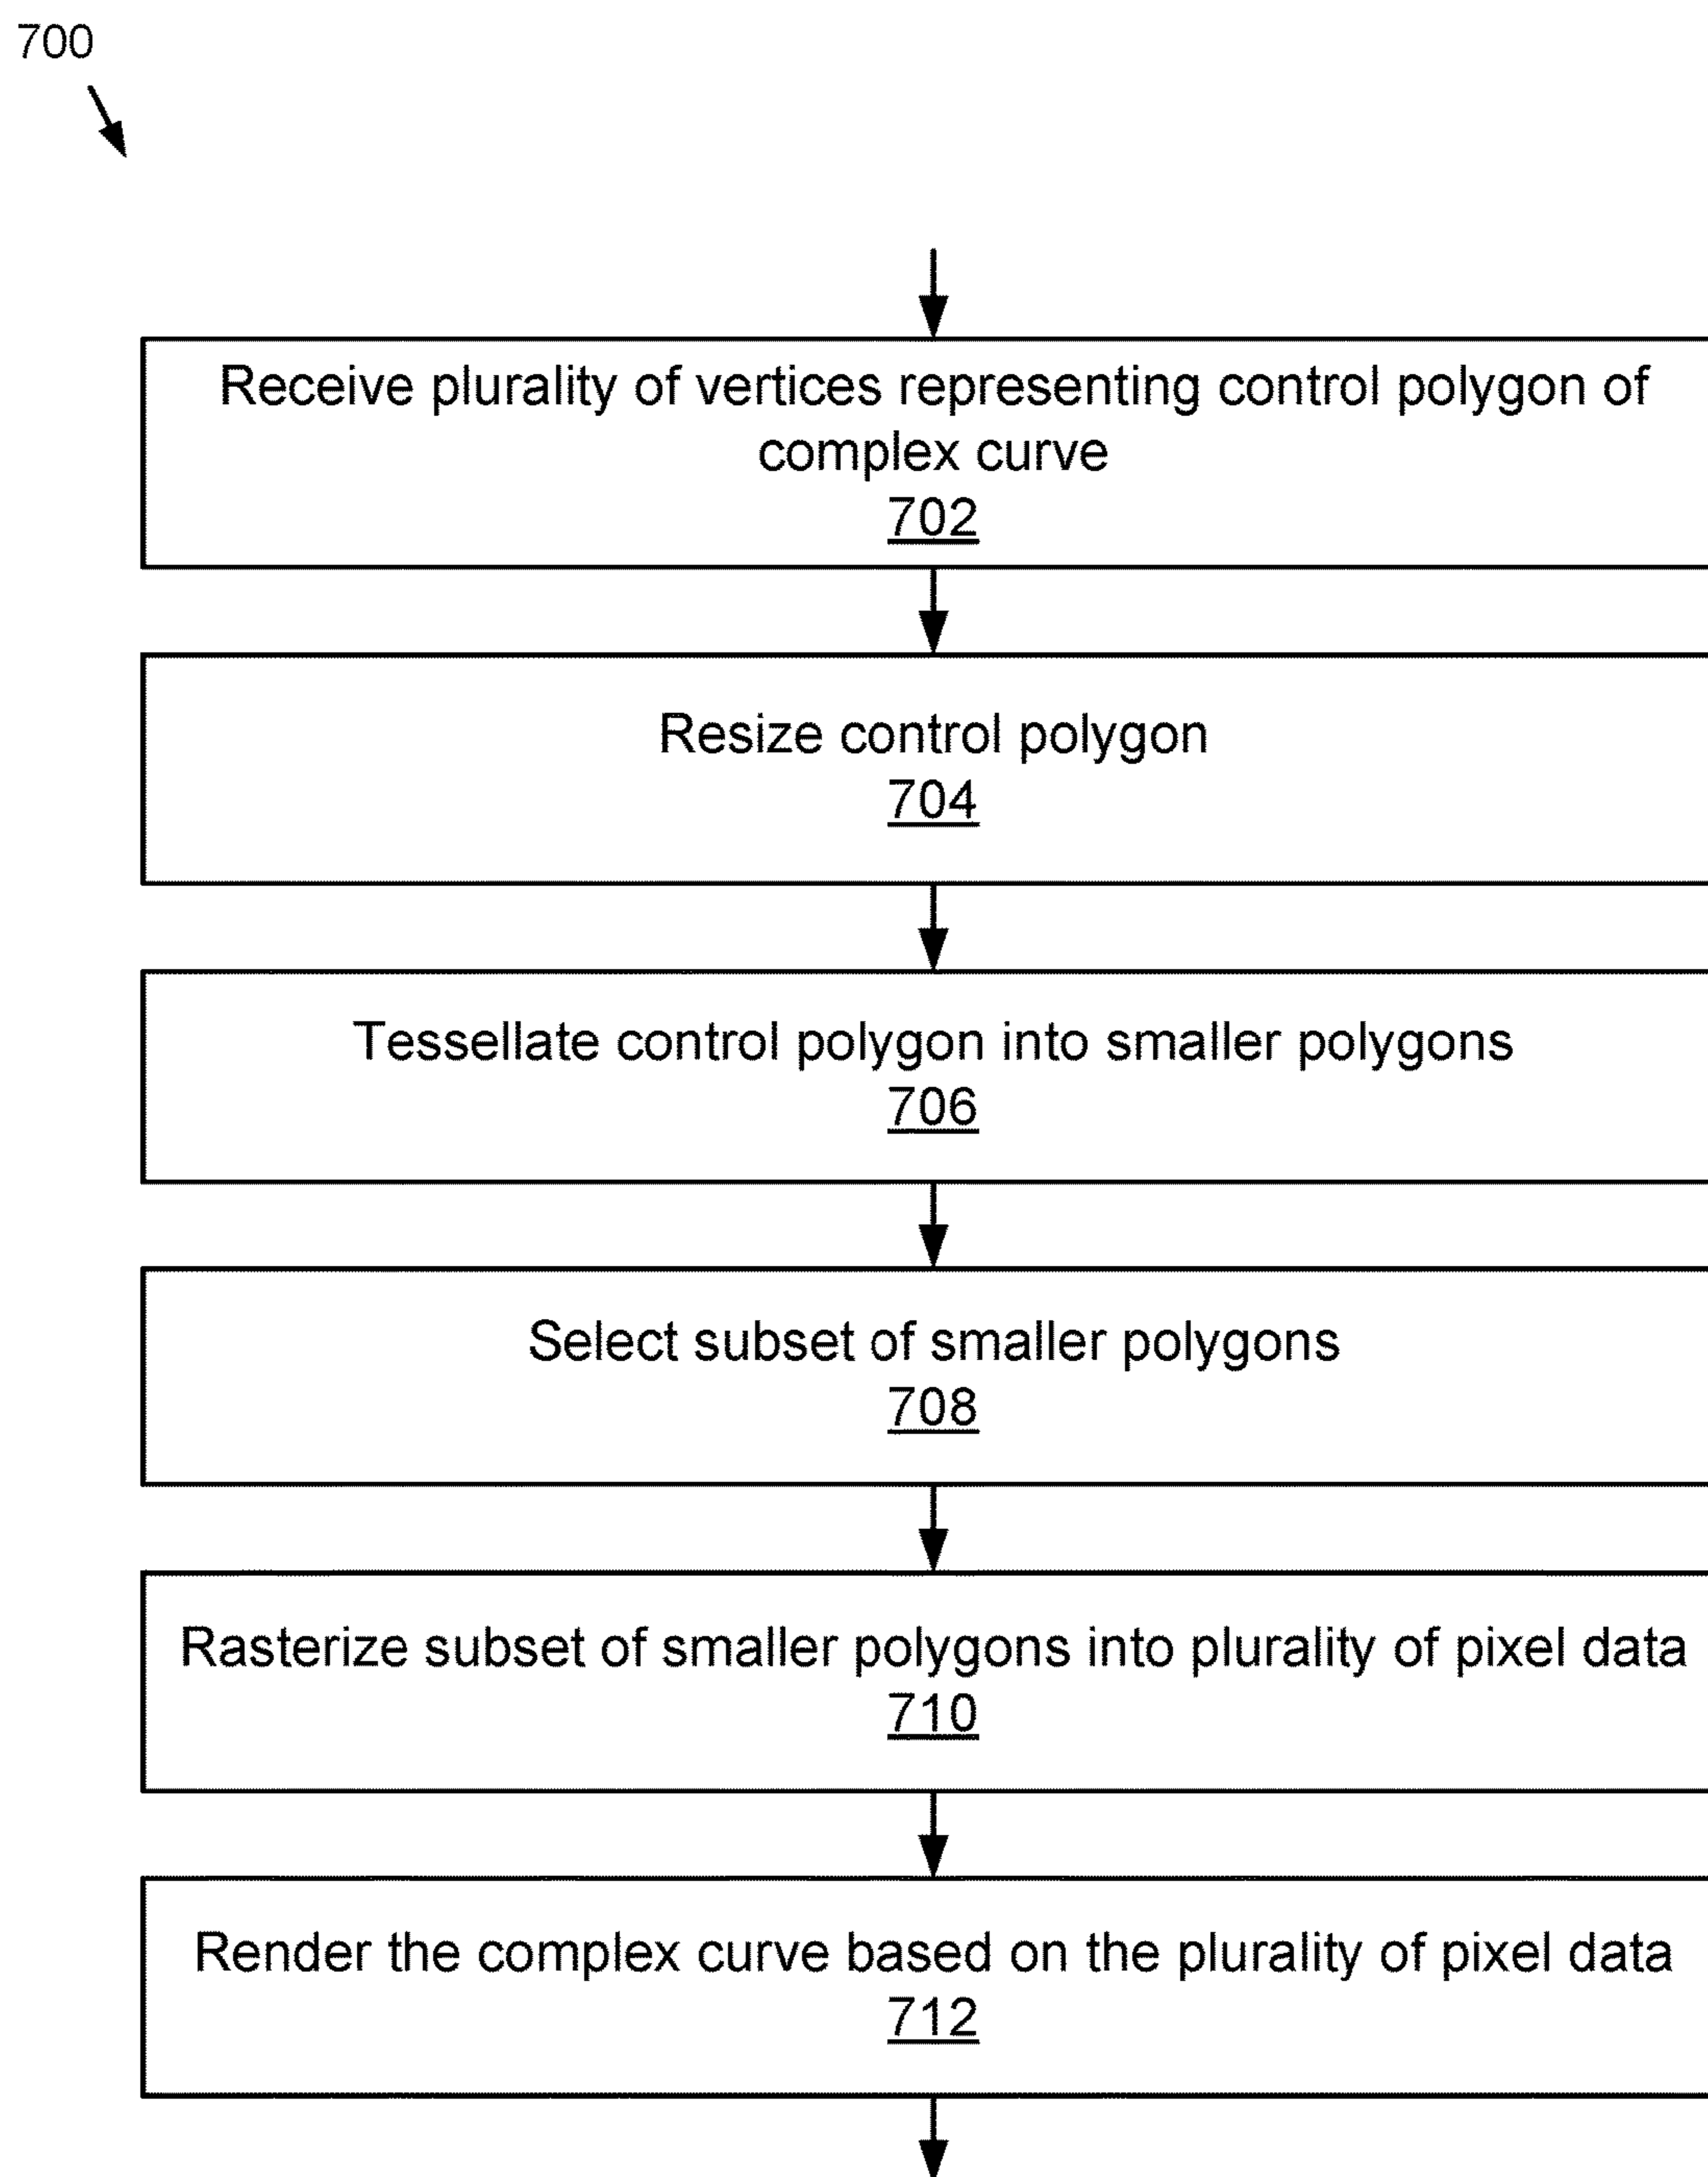 700
Receive plurality of vertices representing control polygon of
complex curve
702
Resize control polygon
704
Tessellate control polygon into smaller polygons
706
Select subset of smaller polygons
708
Rasterize subset of smaller polygons into plurality of pixel data
710
Render the complex curve based on the plurality of pixel data
712